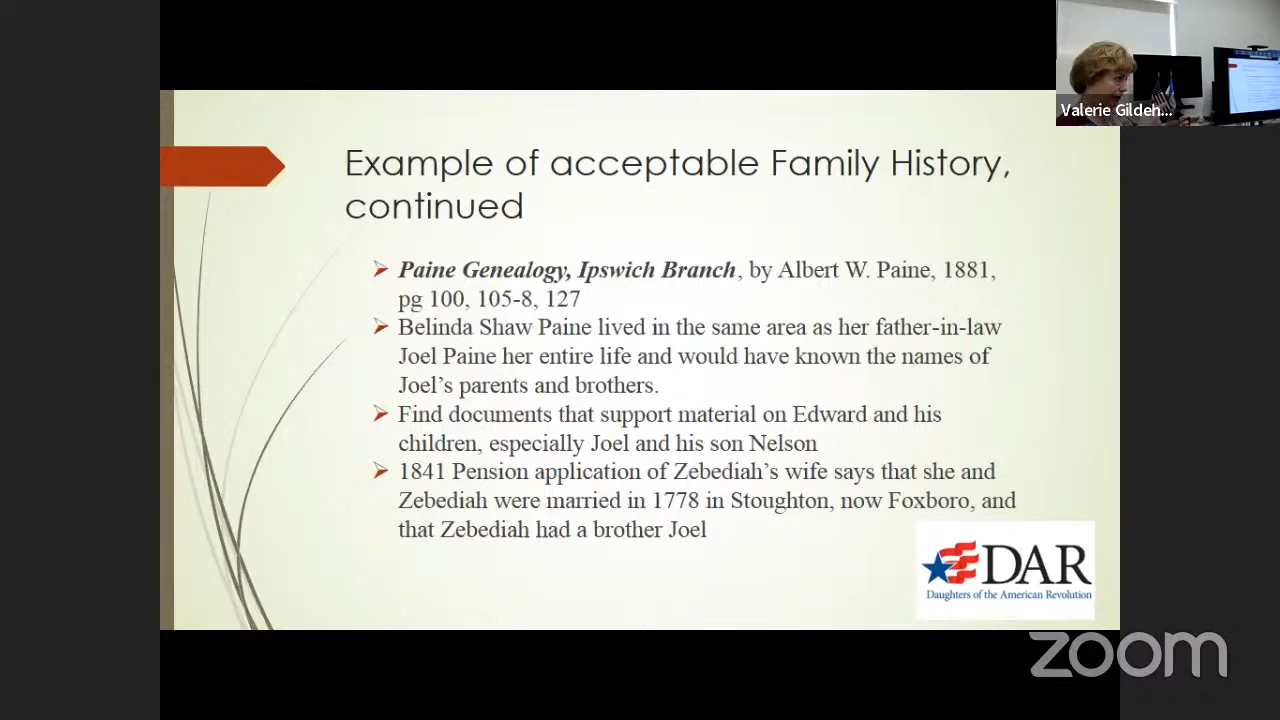 Valerie Gildeh...
Example of acceptable Family History,
continued
Paine Genealogy, Ipswich Branch, by Albert W. Paine, 1881,
pg 100, 105-8, 127
Belinda Shaw Paine lived in the same area as her father-in-law
Joel Paine her entire life and would have known the names of
Joel's parents and brothers.
Find documents that support material on Edward and his
children, especially Joel and his son Nelson
1841 Pension application of Zebediah's wife says that she and
Zebediah were married in 1778 in Stoughton, now Foxboro, and
that Zebediah had a brother Joel
DAR
Daughters of the American Revolution
zoom